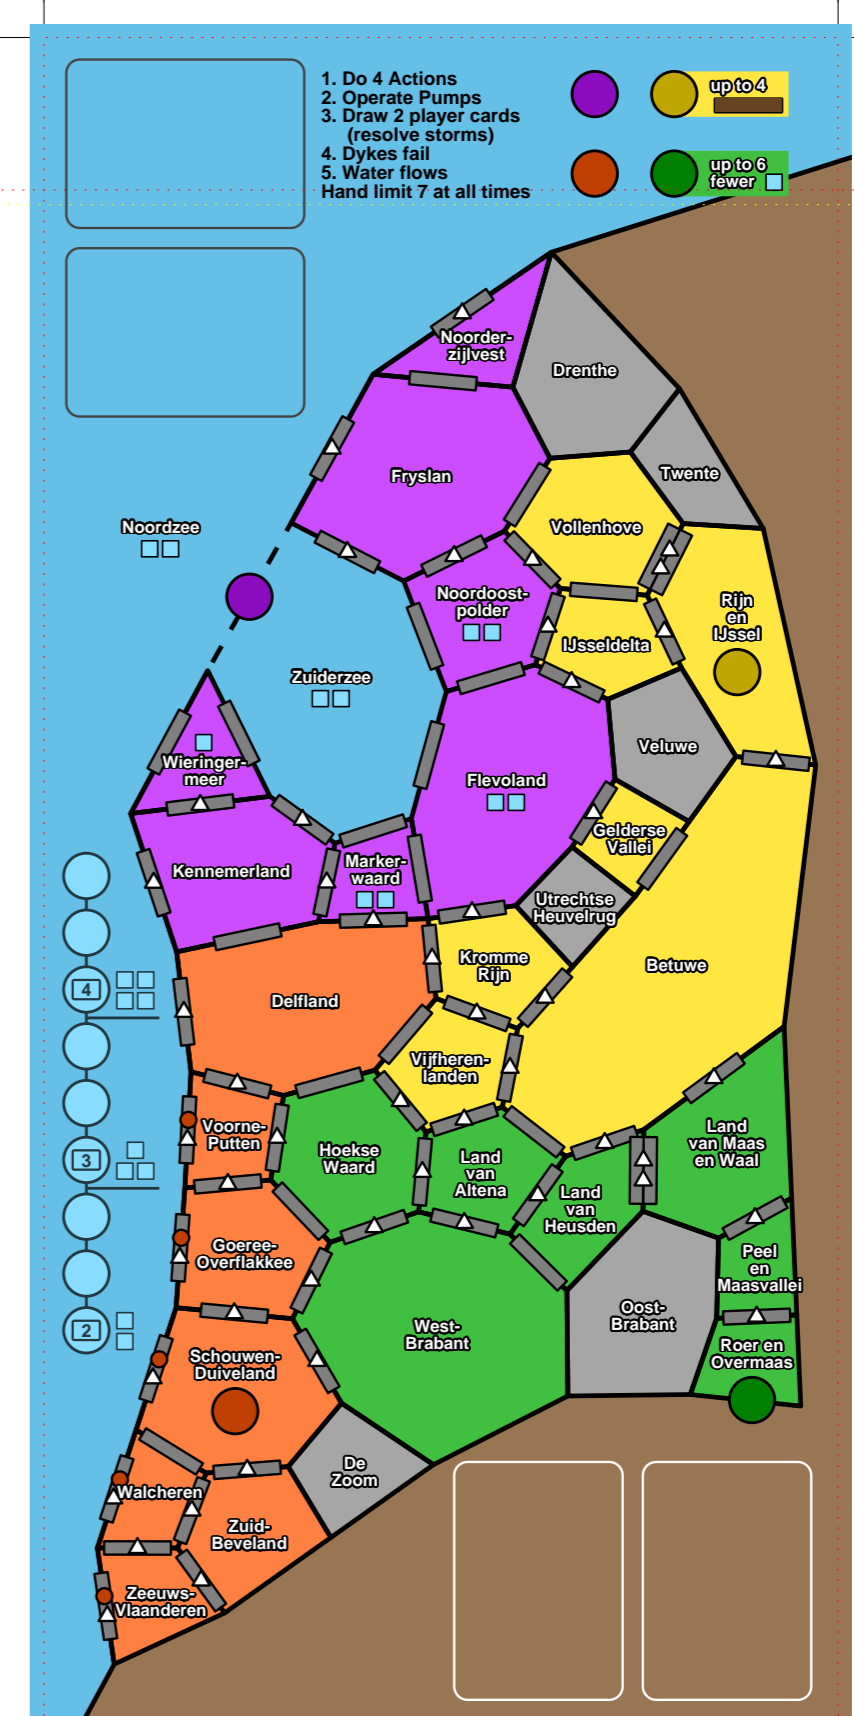 1. Do 4 Actions
2. Operate Pumps
3. Draw 2 player cards
(resolve storms)
4. Dykes fail
5. Water flows
Hand limit 7 at all times
up to 4
up to 6
fewer
Noorder-
zijlvest
Drenthe
Fryslan
Twente
Noordzee
Vollenhove
Noordoost-
polder
Rijn
en
IJssel
IJsseldelta
Zuiderzee
Veluwe
Wieringer-
meer
Flevoland
Gelderse
Vallei
Kennemerland
Marker-
waard
Utrechtse
Heuvelrug
Kromme
Rijn
Betuwe
4
Delfland
Vijfheren-
landen
Voorne-
Putten
Hoekse
Waard
Land
van
Altena
Land
van Maas
en Waal
3
Land
van
Heusden
Goeree-
Overflakkee
Peel
en
Maasvallei
2
West-
Brabant
Oost-
Brabant
Roer en
Overmaas
Schouwen-
Duiveland
De
Zoom
Walcheren
Zuid-
Beveland
Zeeuws-
Vlaanderen